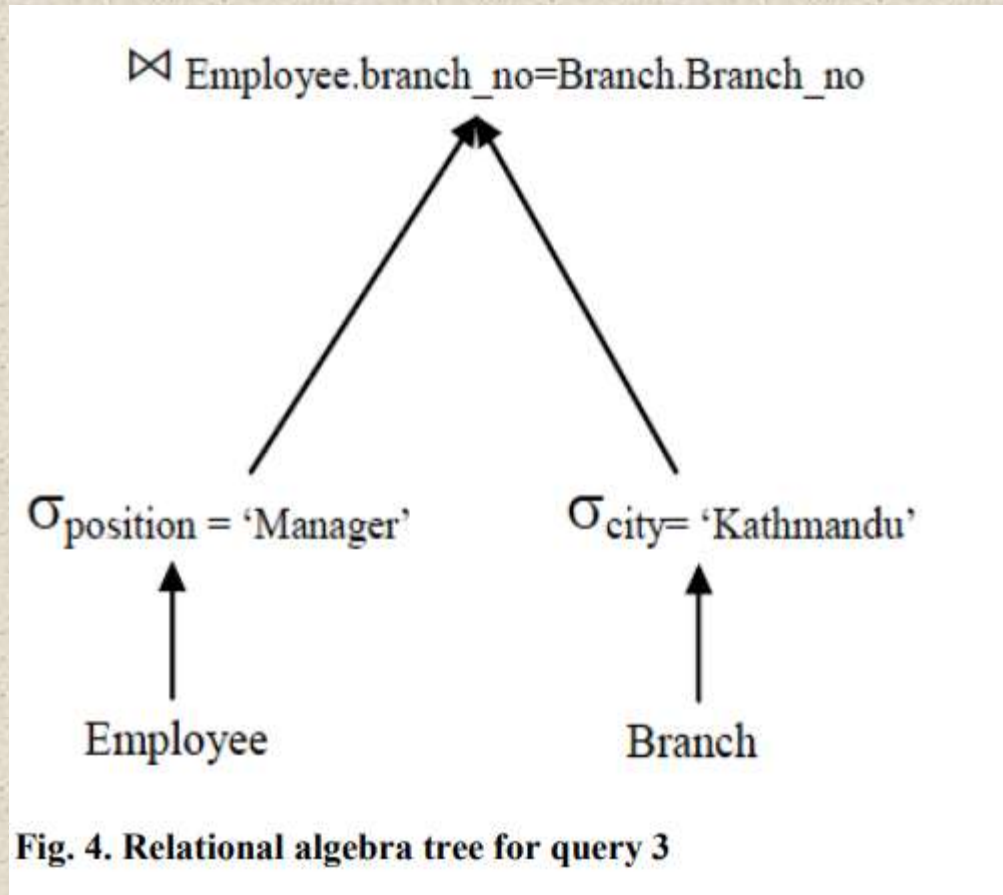 ⋈ Employee.branch_no=Branch.Branch_no
σposition = ‘Manager’
σcity= ‘Kathmandu’
Employee
Branch
Fig. 4. Relational algebra tree for query 3